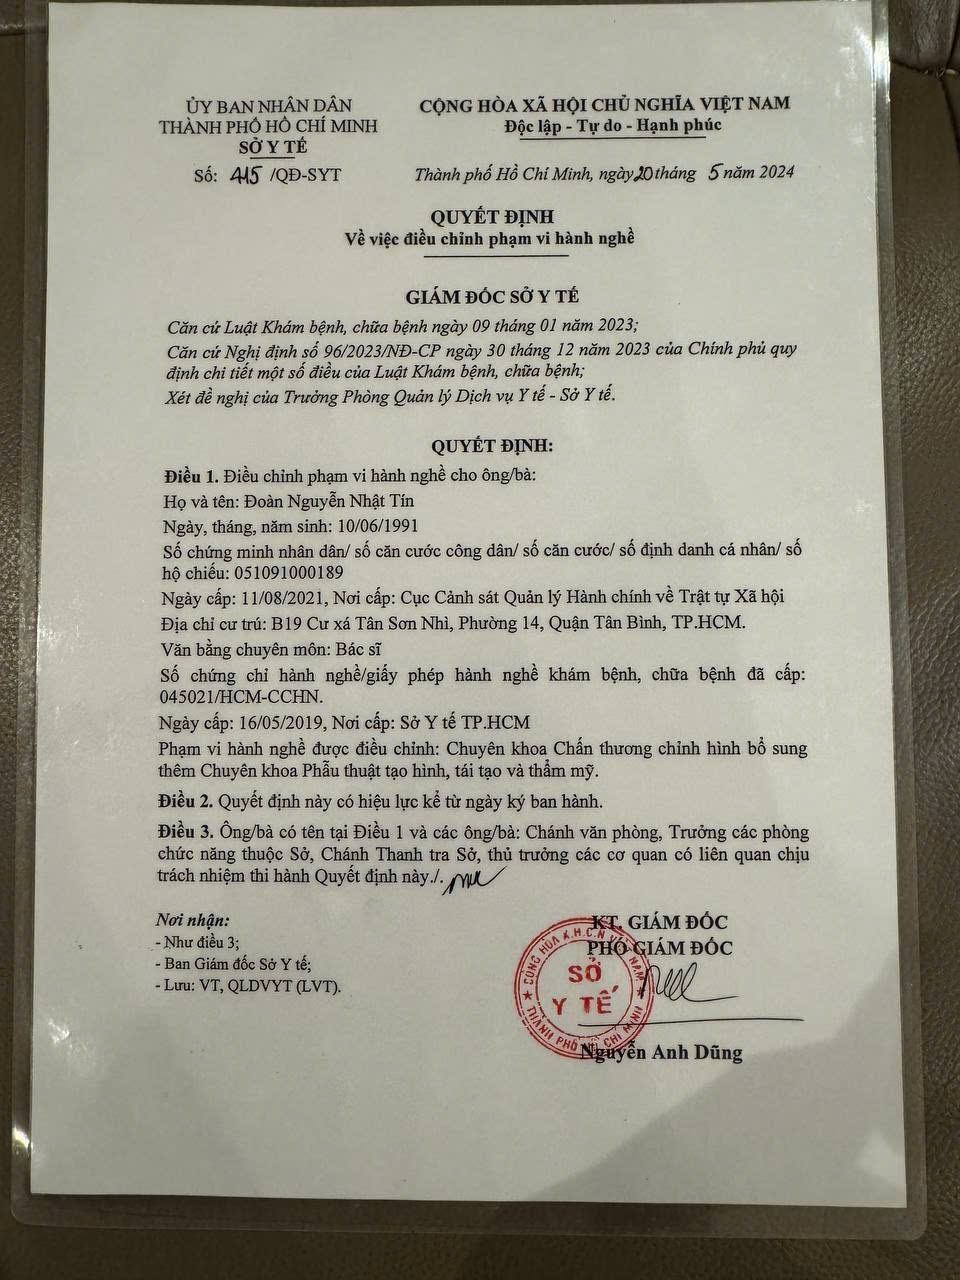 ỦY BAN NHÂN DÂN
THÀNH PHỐ HỒ CHÍ MINH
SỞ Y TẾ
Số: 415 /QĐ-SYT
CỘNG HÒA XÃ HỘI CHỦ NGHĨA VIỆT NAM
Độc lập - Tự do - Hạnh phúc
Thành phố Hồ Chí Minh, ngày 20 tháng 5 năm 2024
QUYẾT ĐỊNH
Về việc điều chỉnh phạm vi hành nghề
GIÁM ĐỐC SỞ Y TẾ
Căn cứ Luật Khám bệnh, chữa bệnh ngày 09 tháng 01 năm 2023;
Căn cứ Nghị định số 96/2023/NĐ-CP ngày 30 tháng 12 năm 2023 của Chính phủ quy
định chi tiết một số điều của Luật Khám bệnh, chữa bệnh;
Xét đề nghị của Trưởng Phòng Quản lý Dịch vụ Y tế - Sở Y tế.
QUYẾT ĐỊNH:
Điều 1. Điều chỉnh phạm vi hành nghề cho ông/bà:
Họ và tên: Đoàn Nguyễn Nhật Tín
Ngày, tháng, năm sinh: 10/06/1991
Số chứng minh nhân dân/ số căn cước công dân/ số căn cước/ số định danh cá nhân/ số
hộ chiếu: 051091000189
Ngày cấp: 11/08/2021, Nơi cấp: Cục Cảnh sát Quản lý Hành chính về Trật tự Xã hội
Địa chỉ cư trú: B19 Cư xá Tân Sơn Nhì, Phường 14, Quận Tân Bình, TP.HCM.
Văn bằng chuyên môn: Bác sĩ
Số chứng chỉ hành nghề/giấy phép hành nghề khám bệnh, chữa bệnh đã cấp:
045021/HCM-CCHN.
Ngày cấp: 16/05/2019, Nơi cấp: Sở Y tế TP.HCM
Phạm vi hành nghề được điều chỉnh: Chuyên khoa Chấn thương chỉnh hình bổ sung
thêm Chuyên khoa Phẫu thuật tạo hình, tái tạo và thẩm mỹ.
Điều 2. Quyết định này có hiệu lực kể từ ngày ký ban hành.
Điều 3. Ông/bà có tên tại Điều 1 và các ông/bà: Chánh văn phòng, Trưởng các phòng
chức năng thuộc Sở, Chánh Thanh tra Sở, thủ trưởng các cơ quan có liên quan chịu
trách nhiệm thi hành Quyết định này./.
Nơi nhận:
- Như điều 3;
- Ban Giám đốc Sở Y tế;
- Lưu: VT, QLDVYT (LVT).
KT. GIÁM ĐỐC
PHÓ GIÁM ĐỐC
CỘNG HÒA X.H.C.N VIỆT NAM
SỞ
Y TẾ
THÀNH PHỐ HỒ CHÍ MINH
Nguyễn Anh Dũng